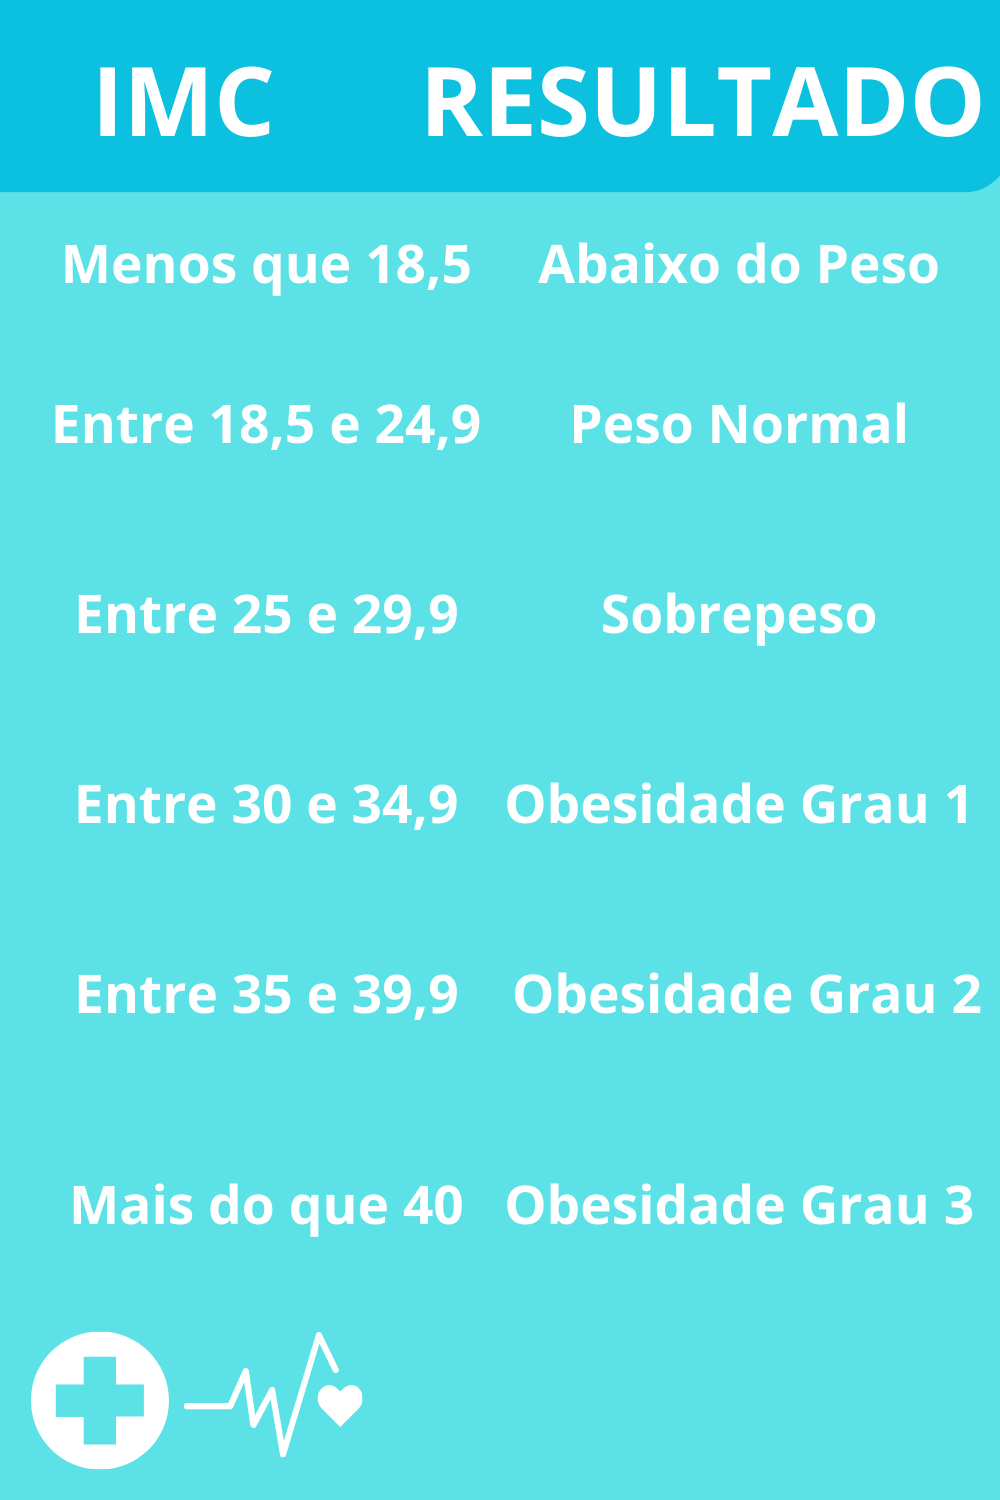 IMC RESULTADO
Menos que 18,5 Abaixo do Peso
Entre 18,5 e 24,9 Peso Normal
Entre 25 e 29,9 Sobrepeso
Entre 30 e 34,9 Obesidade Grau 1
Entre 35 e 39,9 Obesidade Grau 2
Mais do que 40 Obesidade Grau 3